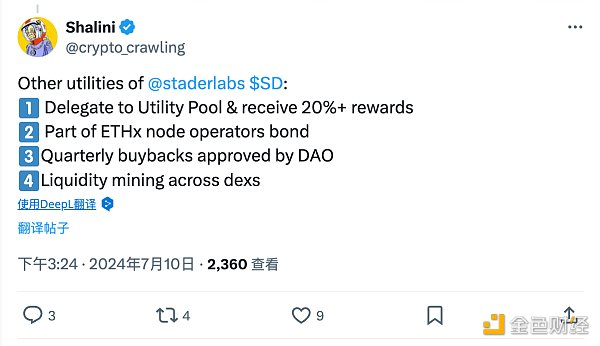 Shalini
@crypto_crawling
Other utilities of @staderlabs $SD:
1 Delegate to Utility Pool & receive 20%+ rewards
2 Part of ETHx node operators bond
3 Quarterly buybacks approved by DAO
4 Liquidity mining across dexs
使用DeepL翻译
翻译帖子
下午3:24 · 2024年7月10日 · 2,360 查看
3 4 9
金色财经